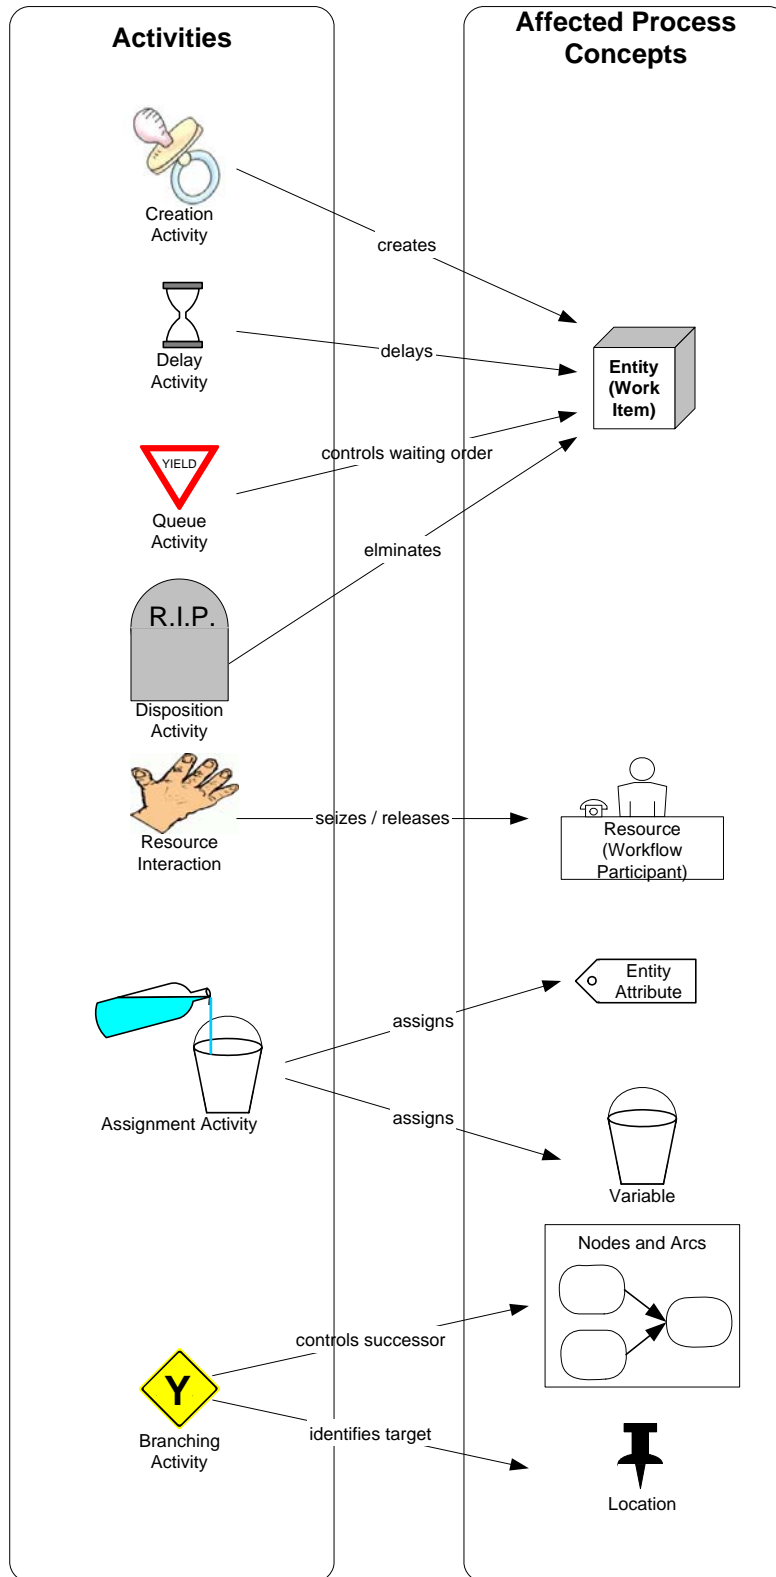 Activities
Affected Process
Concepts
Creation
Activity
creates
Delay
Activity
delays
Entity
(Work
Item)
YIELD
controls waiting order
Queue
Activity
elminates
R.I.P.
Disposition
Activity
Resource
Interaction
seizes / releases
Resource
(Workflow
Participant)
Entity
Attribute
assigns
Assignment Activity
assigns
Variable
Nodes and Arcs
controls successor
Y
Branching
Activity
identifies target
Location